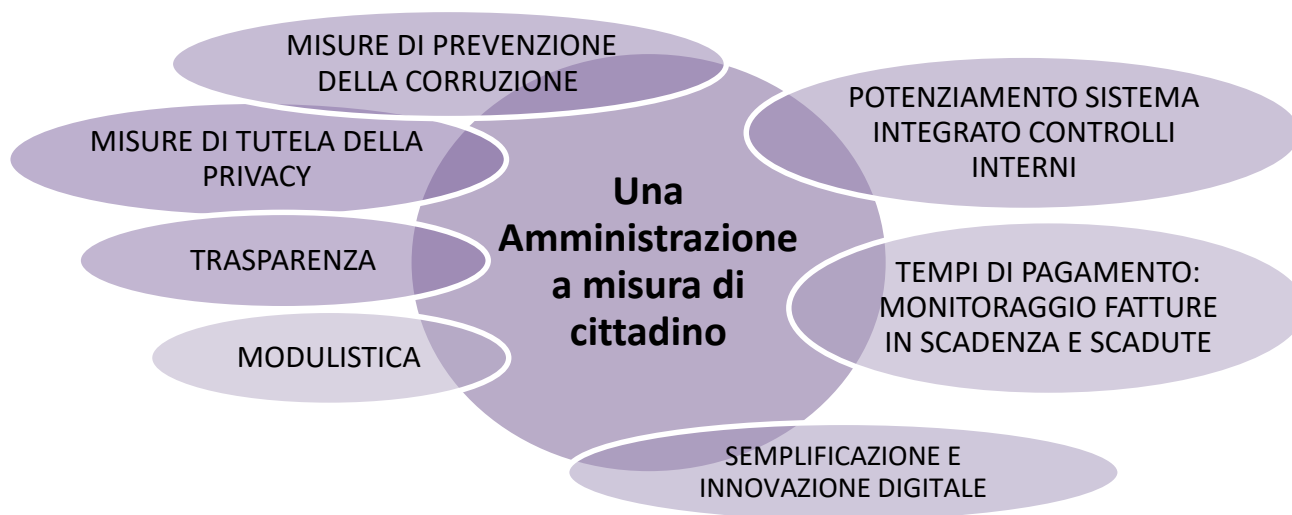 MISURE DI PREVENZIONE
DELLA CORRUZIONE
MISURE DI TUTELA DELLA
PRIVACY
TRASPARENZA
MODULISTICA
Una
Amministrazione
a misura di
cittadino
POTENZIAMENTO SISTEMA
INTEGRATO CONTROLLI
INTERNI
TEMPI DI PAGAMENTO:
MONITORAGGIO FATTURE
IN SCADENZA E SCADUTE
SEMPLIFICAZIONE E
INNOVAZIONE DIGITALE